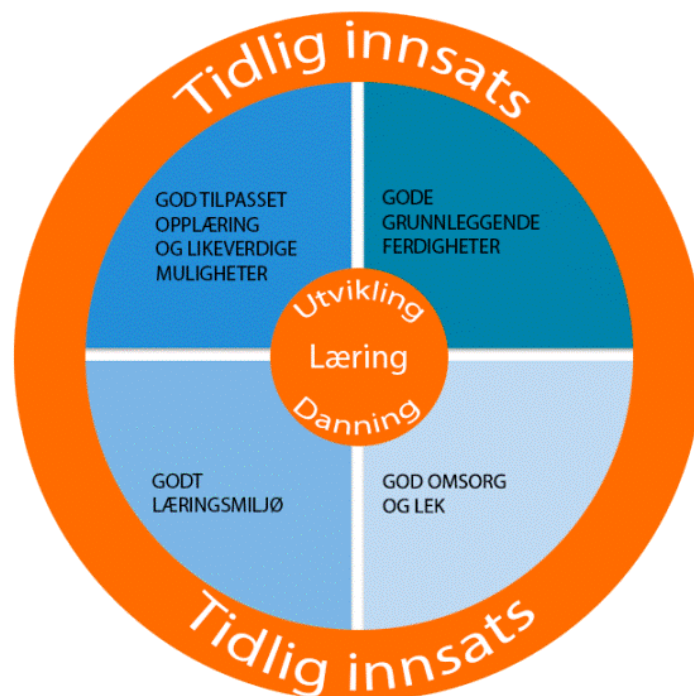 Tidlig innsats
GOD TILPASSET
OPPLÆRING
OG LIKEVERDIGE
MULIGHETER
GODE
GRUNNLEGGENDE
FERDIGHETER
Utvikling
Læring
Danning
GODT
LÆRINGSMILJØ
GOD OMSORG
OG LEK
Tidlig innsats